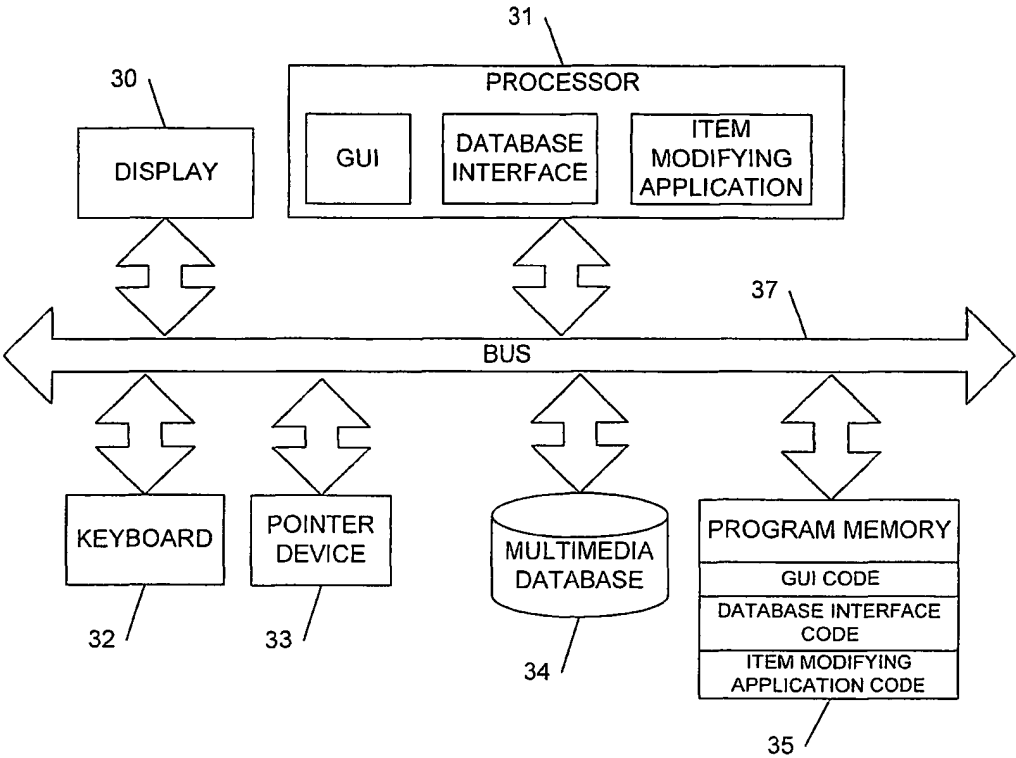 31
30
PROCESSOR
DISPLAY
GUI
DATABASE
INTERFACE
ITEM
MODIFYING
APPLICATION
37
BUS
KEYBOARD
POINTER
DEVICE
MULTIMEDIA
DATABASE
PROGRAM MEMORY
GUI CODE
DATABASE INTERFACE
CODE
ITEM MODIFYING
APPLICATION CODE
32
33
34
35